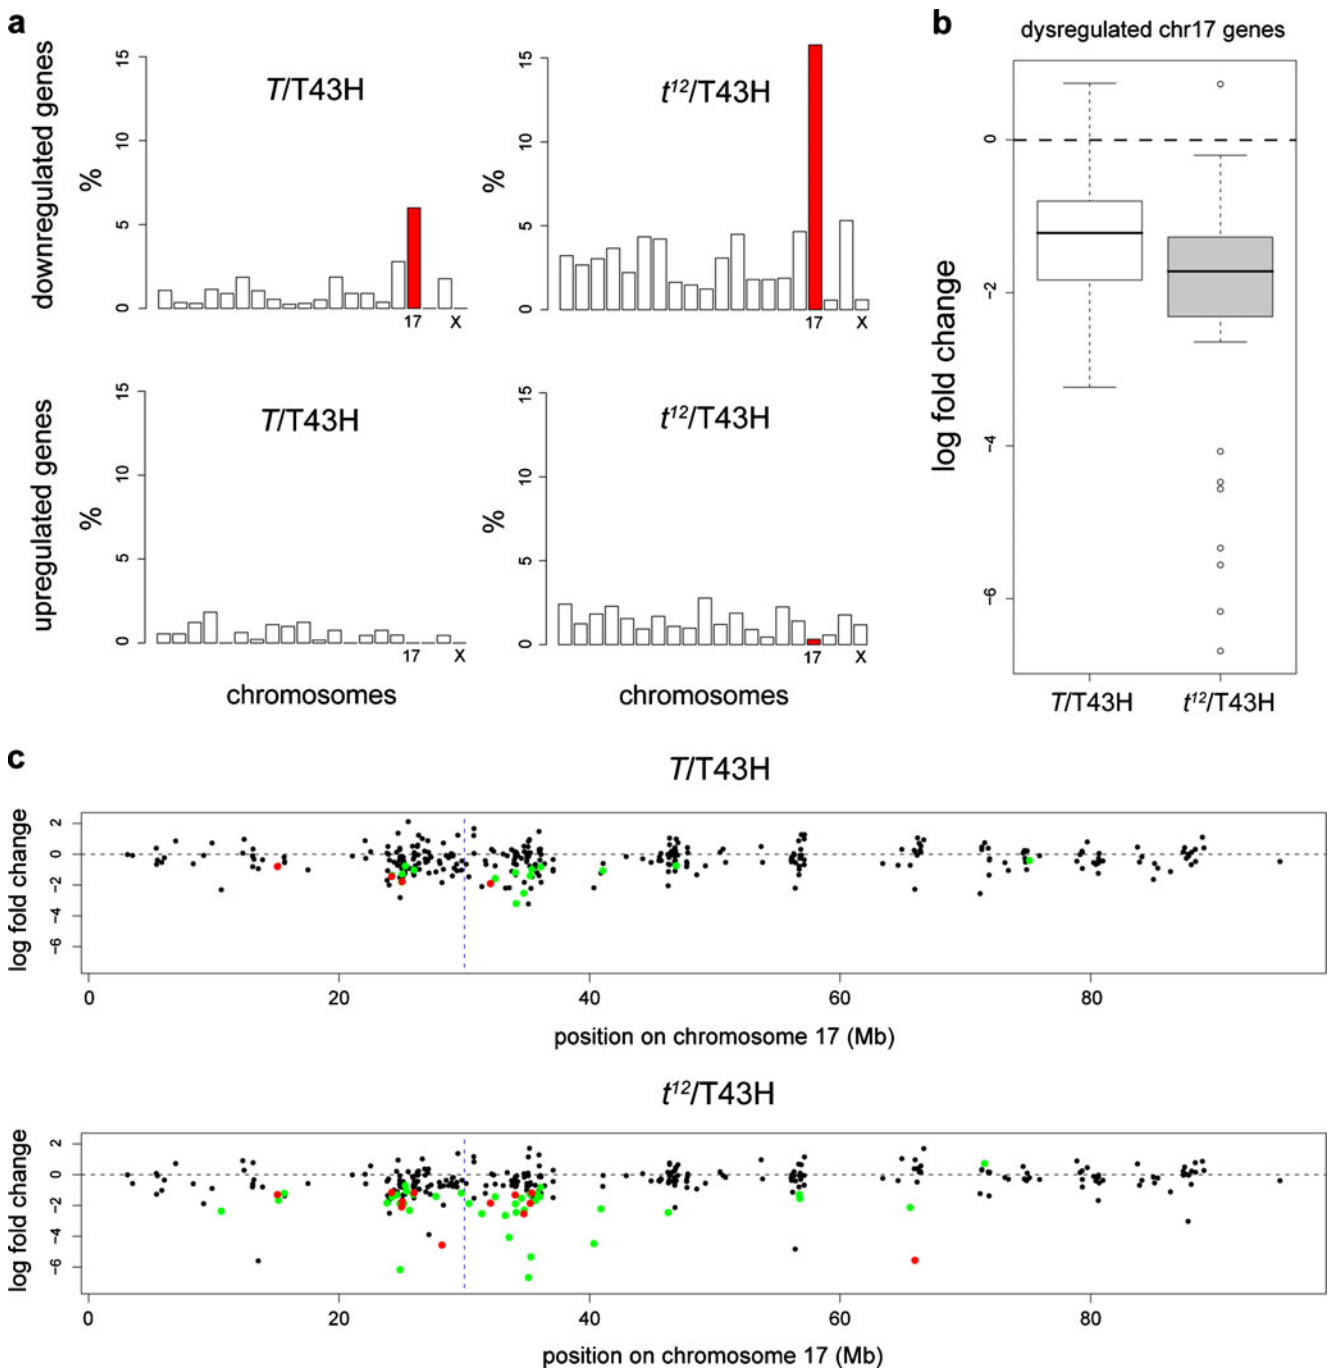 a
downregulated genes
%
0
5
10
15
T/T43H
17
X
%
0
5
10
15
t¹²/T43H
17
X
upregulated genes
%
0
5
10
15
T/T43H
17
X
chromosomes
%
0
5
10
15
t¹²/T43H
17
X
chromosomes
b
dysregulated chr17 genes
log fold change
0
−2
−4
−6
T/T43H
t¹²/T43H
c
T/T43H
log fold change
2
0
−2
−4
−6
0 20 40 60 80
position on chromosome 17 (Mb)
t¹²/T43H
log fold change
2
0
−2
−4
−6
0 20 40 60 80
position on chromosome 17 (Mb)